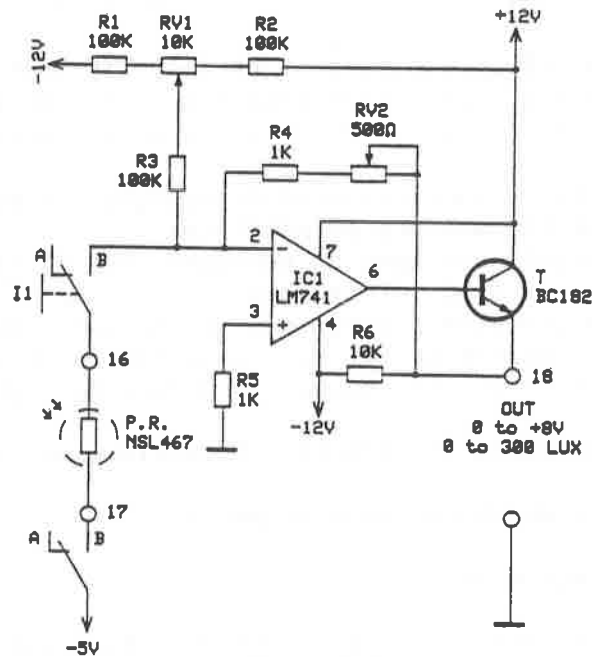 R1
100K
RV1
10K
R2
100K
+12V
-12V
R3
100K
R4
1K
RV2
500Ω
A
B
I1
2
-
7
IC1
LM741
6
3
+
4
T
BC182
R5
1K
R6
10K
-12V
16
P.R.
NSL467
17
A
B
-5V
18
OUT
0 to +8V
0 to 300 LUX